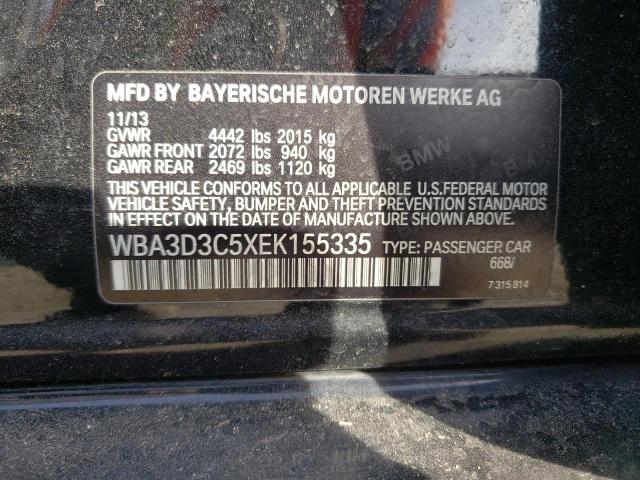 MFD BY BAYERISCHE MOTOREN WERKE AG
11/13
GVWR 4442 lbs 2015 kg
GAWR FRONT 2072 lbs 940 kg
GAWR REAR 2469 lbs 1120 kg
BMW
THIS VEHICLE CONFORMS TO ALL APPLICABLE U.S.FEDERAL MOTOR
VEHICLE SAFETY, BUMPER AND THEFT PREVENTION STANDARDS
IN EFFECT ON THE DATE OF MANUFACTURE SHOWN ABOVE.
WBA3D3C5XEK155335 TYPE: PASSENGER CAR
668/
7315814